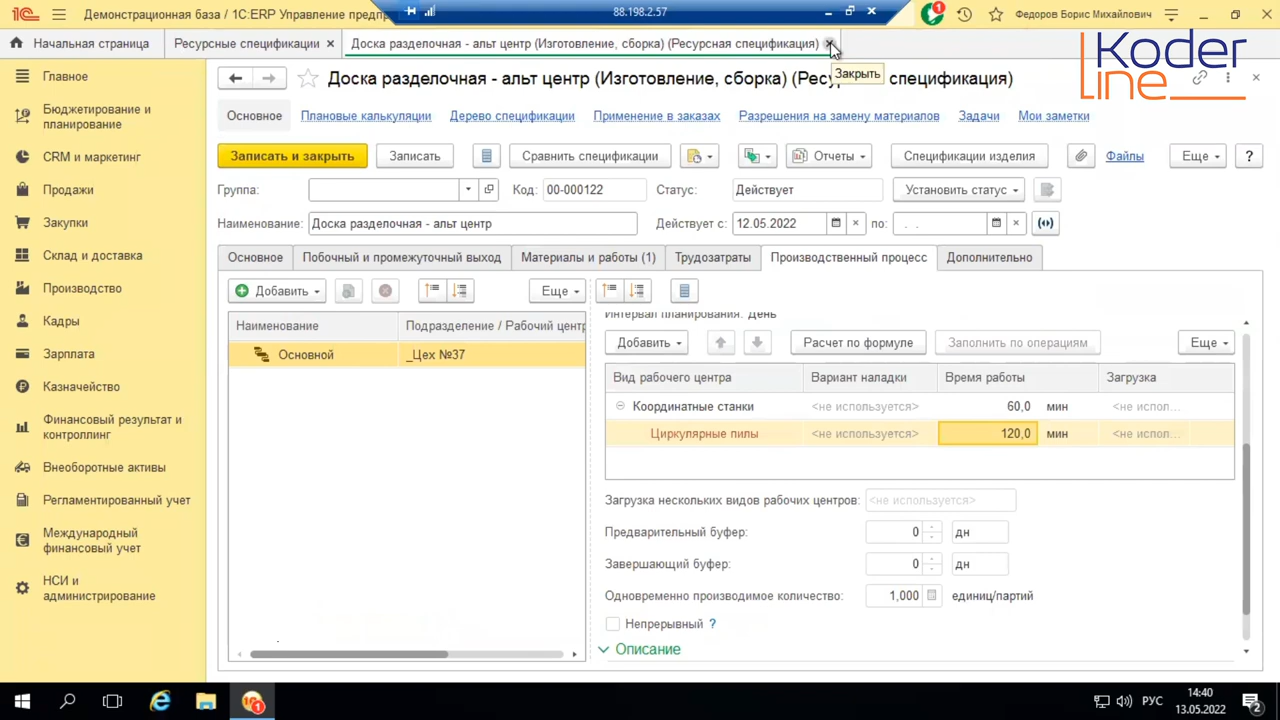 Демонстрационная база / 1С:ERP Управление предпр
88.198.2.57
1
Федоров Борис Михайлович
Начальная страница
Ресурсные спецификации
Доска разделочная - альт центр (Изготовление, сборка) (Ресурсная спецификация)
Закрыть
Koder
line
Главное
Бюджетирование и
планирование
CRM и маркетинг
Продажи
Закупки
Склад и доставка
Производство
Кадры
Зарплата
Казначейство
Финансовый результат и
контроллинг
Внеоборотные активы
Регламентированный учет
Международный
финансовый учет
НСИ и
администрирование
Доска разделочная - альт центр (Изготовление, сборка) (Ресу спецификация)
Основное
Плановые калькуляции
Дерево спецификации
Применение в заказах
Разрешения на замену материалов
Задачи
Мои заметки
Записать и закрыть
Записать
Сравнить спецификации
Отчеты
Спецификации изделия
Файлы
Еще
?
Группа:
Код: 00-000122
Статус: Действует
Установить статус
Наименование: Доска разделочная - альт центр
Действует с: 12.05.2022
по: . .
Основное
Побочный и промежуточный выход
Материалы и работы (1)
Трудозатраты
Производственный процесс
Дополнительно
Добавить
Еще
Наименование
Подразделение / Рабочий центр
Основной
_Цех №37
Интервал планирования: День
Добавить
Расчет по формуле
Заполнить по операциям
Еще
Вид рабочего центра
Вариант наладки
Время работы
Загрузка
Координатные станки
<не используется>
60,0 мин
<не испол...
Циркулярные пилы
<не используется>
120,0 мин
<не испол...
Загрузка нескольких видов рабочих центров: <не используется>
Предварительный буфер: 0 дн
Завершающий буфер: 0 дн
Одновременно производимое количество: 1,000 единиц/партий
Непрерывный ?
Описание
1
РУС
14:40
13.05.2022
2